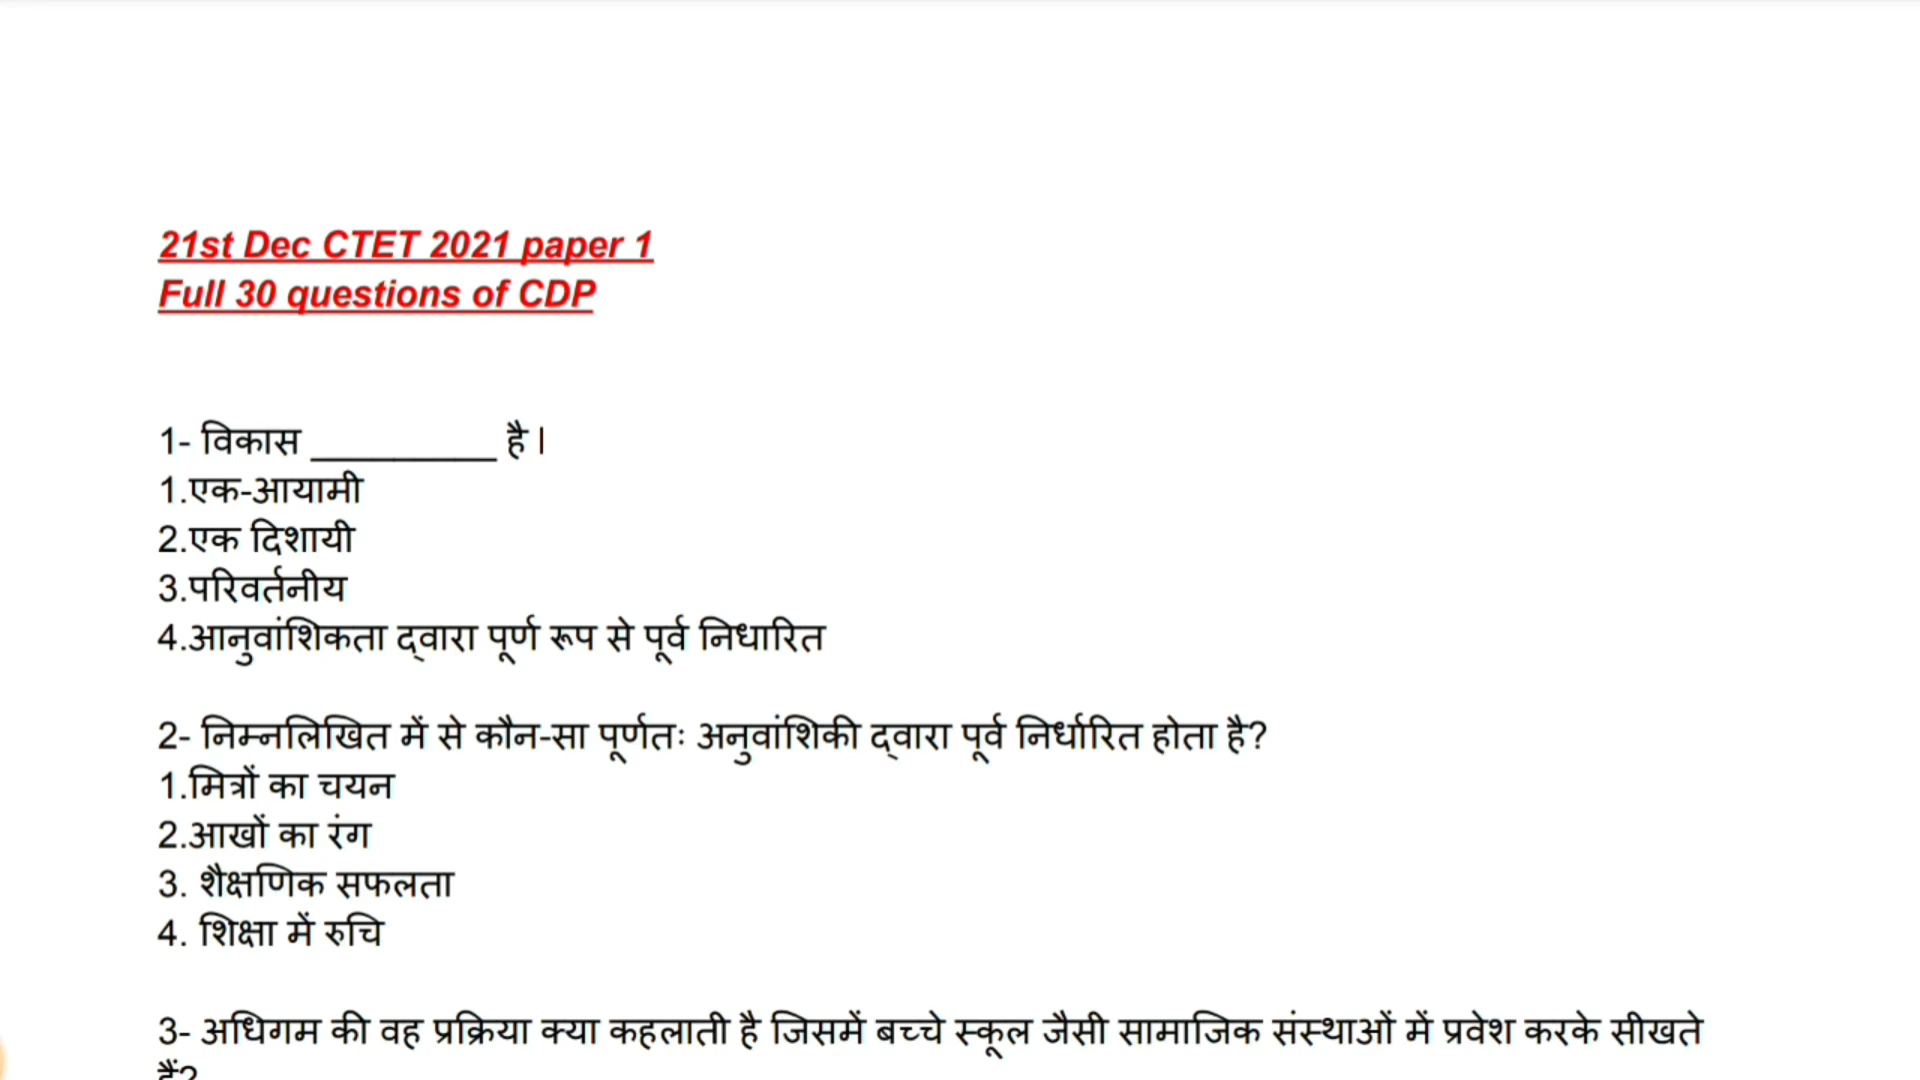 21st Dec CTET 2021 paper 1
Full 30 questions of CDP
1- विकास _________ है।
1.एक-आयामी
2.एक दिशायी
3.परिवर्तनीय
4.आनुवांशिकता द्वारा पूर्ण रूप से पूर्व निधारित
2- निम्नलिखित में से कौन-सा पूर्णतः अनुवांशिकी द्वारा पूर्व निर्धारित होता है?
1.मित्रों का चयन
2.आखों का रंग
3. शैक्षणिक सफलता
4. शिक्षा में रुचि
3- अधिगम की वह प्रक्रिया क्या कहलाती है जिसमें बच्चे स्कूल जैसी सामाजिक संस्थाओं में प्रवेश करके सीखते
हैं?